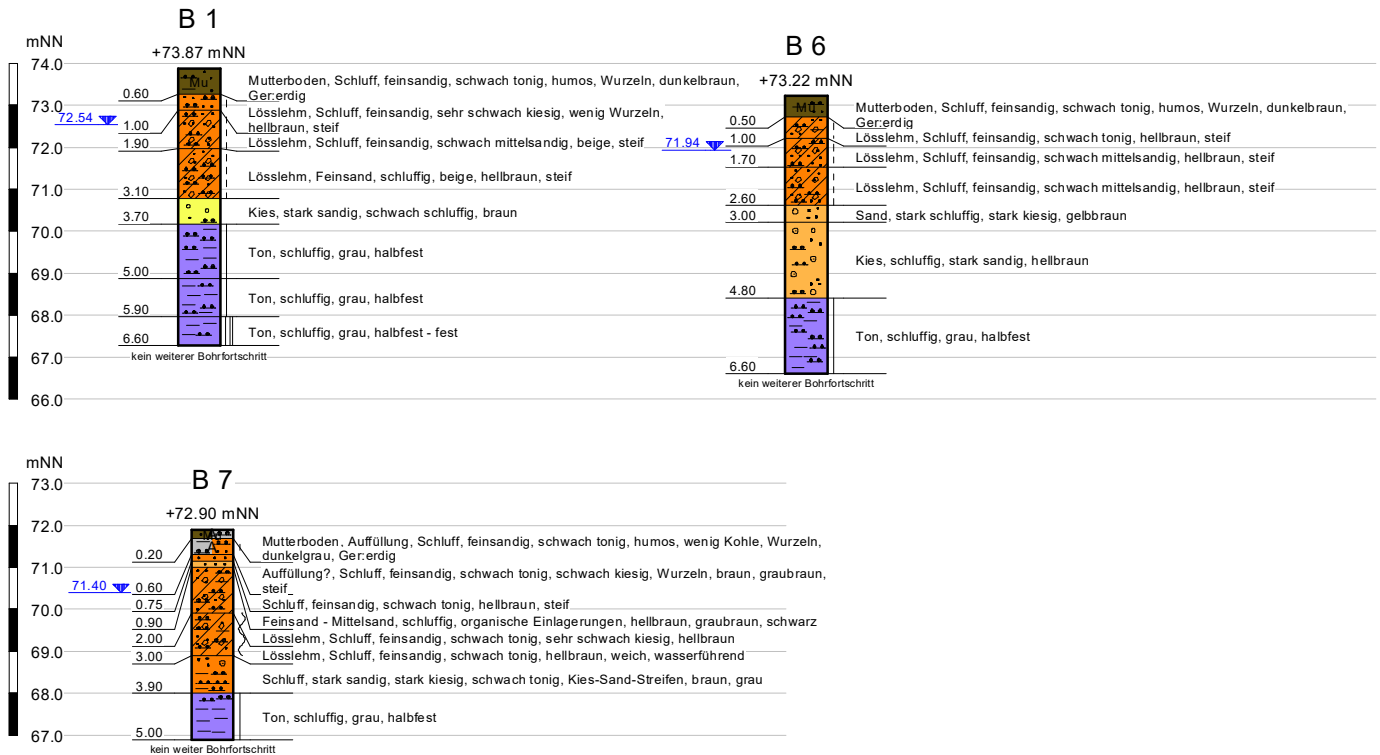 B 1
mNN
+73.87 mNN
74.0
73.0
72.0
71.0
70.0
69.0
68.0
67.0
66.0
Mu
72.54
0.60
1.00
1.90
3.10
3.70
5.00
5.90
6.60
Mutterboden, Schluff, feinsandig, schwach tonig, humos, Wurzeln, dunkelbraun,
Ger:erdig
Lösslehm, Schluff, feinsandig, sehr schwach kiesig, wenig Wurzeln,
hellbraun, steif
Lösslehm, Schluff, feinsandig, schwach mittelsandig, beige, steif
Lösslehm, Feinsand, schluffig, beige, hellbraun, steif
Kies, stark sandig, schwach schluffig, braun
Ton, schluffig, grau, halbfest
Ton, schluffig, grau, halbfest
Ton, schluffig, grau, halbfest - fest
kein weiterer Bohrfortschritt
B 6
+73.22 mNN
Mu
71.94
0.50
1.00
1.70
2.60
3.00
4.80
6.60
Mutterboden, Schluff, feinsandig, schwach tonig, humos, Wurzeln, dunkelbraun,
Ger:erdig
Lösslehm, Schluff, feinsandig, schwach tonig, hellbraun, steif
Lösslehm, Schluff, feinsandig, schwach mittelsandig, hellbraun, steif
Lösslehm, Schluff, feinsandig, schwach mittelsandig, hellbraun, steif
Sand, stark schluffig, stark kiesig, gelbbraun
Kies, schluffig, stark sandig, hellbraun
Ton, schluffig, grau, halbfest
kein weiterer Bohrfortschritt
B 7
mNN
+72.90 mNN
73.0
72.0
71.0
70.0
69.0
68.0
67.0
Mu
A
71.40
0.20
0.60
0.75
0.90
2.00
3.00
3.90
5.00
Mutterboden, Auffüllung, Schluff, feinsandig, schwach tonig, humos, wenig Kohle, Wurzeln,
dunkelgrau, Ger:erdig
Auffüllung?, Schluff, feinsandig, schwach tonig, schwach kiesig, Wurzeln, braun, graubraun,
steif
Schluff, feinsandig, schwach tonig, hellbraun, steif
Feinsand - Mittelsand, schluffig, organische Einlagerungen, hellbraun, graubraun, schwarz
Lösslehm, Schluff, feinsandig, schwach tonig, sehr schwach kiesig, hellbraun
Lösslehm, Schluff, feinsandig, schwach tonig, hellbraun, weich, wasserführend
Schluff, stark sandig, stark kiesig, schwach tonig, Kies-Sand-Streifen, braun, grau
Ton, schluffig, grau, halbfest
kein weiter Bohrfortschritt